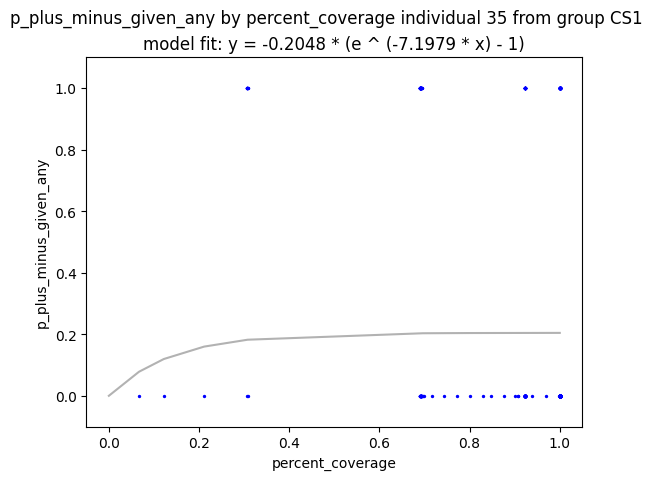 p_plus_minus_given_any by percent_coverage individual 35 from group CS1
model fit: y = -0.2048 * (e ^ (-7.1979 * x) - 1)
1.0
0.8
0.6
0.4
0.2
0.0
p_plus_minus_given_any
0.0 0.2 0.4 0.6 0.8 1.0
percent_coverage